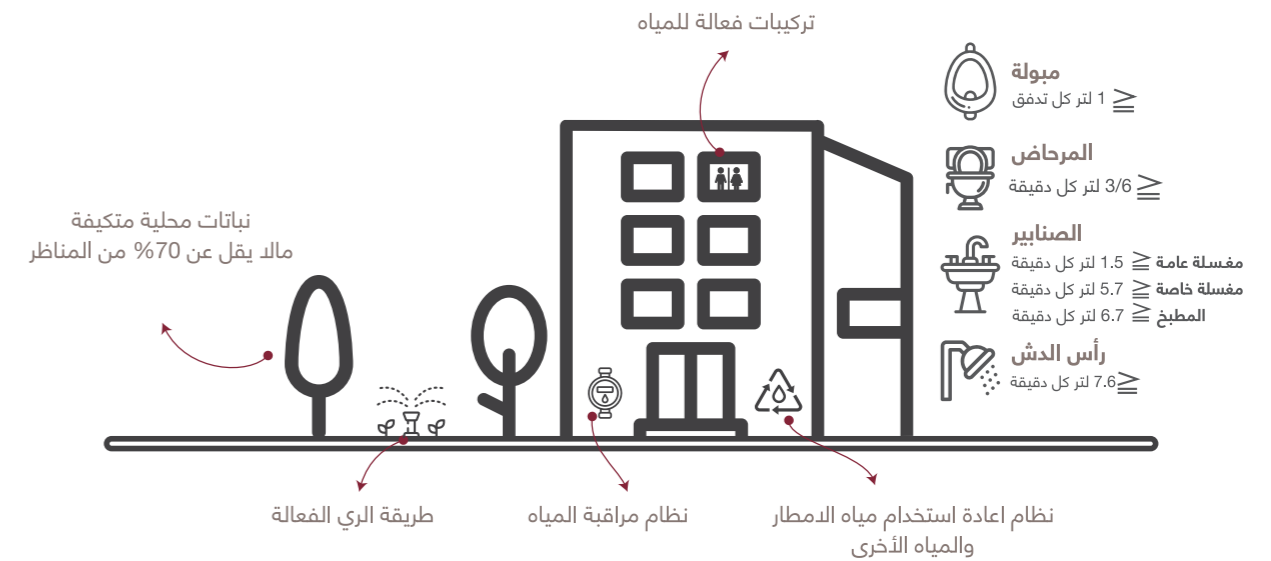 تركيبات فعالة للمياه
مبولة
≧ 1 لتر كل تدفق
المرحاض
≧ 3/6 لتر كل دقيقة
الصنابير
مغسلة عامة ≧ 1.5 لتر كل دقيقة
مغسلة خاصة ≧ 5.7 لتر كل دقيقة
المطبخ ≧ 6.7 لتر كل دقيقة
رأس الدش
≧ 7.6 لتر كل دقيقة
نباتات محلية متكيفة
مالا يقل عن 70% من المناظر
نظام اعادة استخدام مياه الامطار
والمياه الأخرى
نظام مراقبة المياه
طريقة الري الفعالة